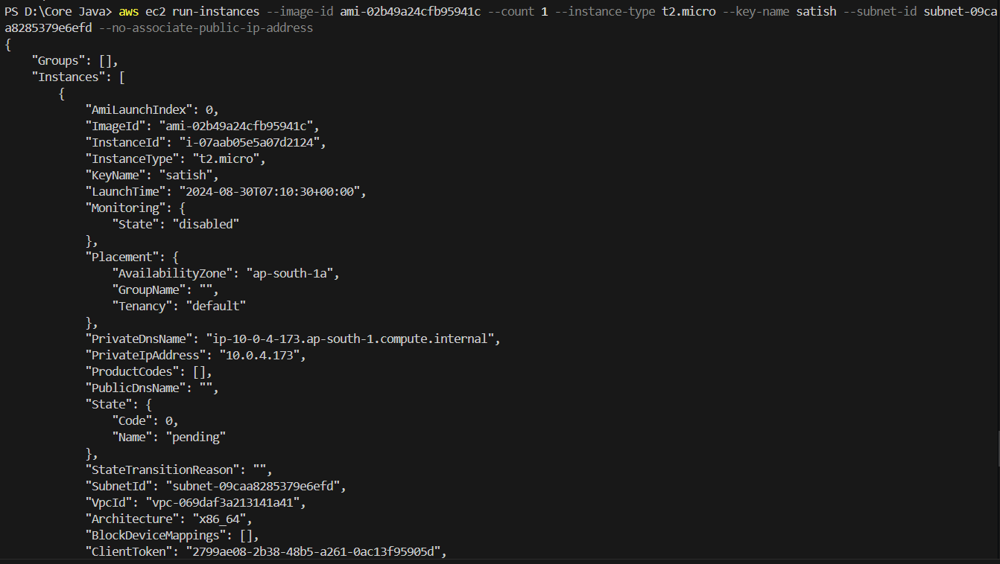 PS D:\Core Java> aws ec2 run-instances --image-id ami-02b49a24cfb95941c --count 1 --instance-type t2.micro --key-name satish --subnet-id subnet-09ca
a8285379e6efd --no-associate-public-ip-address
{
    "Groups": [],
    "Instances": [
        {
            "AmiLaunchIndex": 0,
            "ImageId": "ami-02b49a24cfb95941c",
            "InstanceId": "i-07aab05e5a07d2124",
            "InstanceType": "t2.micro",
            "KeyName": "satish",
            "LaunchTime": "2024-08-30T07:10:30+00:00",
            "Monitoring": {
                "State": "disabled"
            },
            "Placement": {
                "AvailabilityZone": "ap-south-1a",
                "GroupName": "",
                "Tenancy": "default"
            },
            "PrivateDnsName": "ip-10-0-4-173.ap-south-1.compute.internal",
            "PrivateIpAddress": "10.0.4.173",
            "ProductCodes": [],
            "PublicDnsName": "",
            "State": {
                "Code": 0,
                "Name": "pending"
            },
            "StateTransitionReason": "",
            "SubnetId": "subnet-09caa8285379e6efd",
            "VpcId": "vpc-069daf3a213141a41",
            "Architecture": "x86_64",
            "BlockDeviceMappings": [],
            "ClientToken": "2799ae08-2b38-48b5-a261-0ac13f95905d",